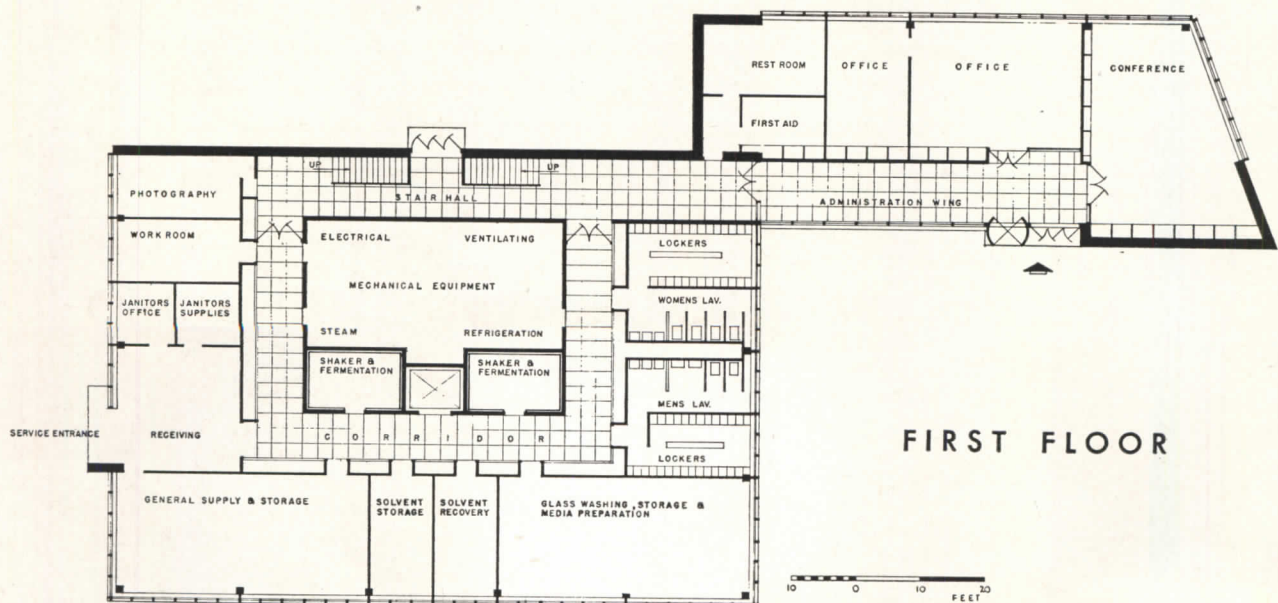 REST ROOM
OFFICE
OFFICE
CONFERENCE
FIRST AID
UP
UP
PHOTOGRAPHY
STAIR HALL
ADMINISTRATION WING
WORK ROOM
ELECTRICAL
VENTILATING
LOCKERS
MECHANICAL EQUIPMENT
JANITORS
OFFICE
JANITORS
SUPPLIES
WOMENS LAV.
STEAM
REFRIGERATION
SHAKER &
FERMENTATION
SHAKER &
FERMENTATION
MENS LAV.
SERVICE ENTRANCE
RECEIVING
CORRIDOR
LOCKERS
FIRST FLOOR
GENERAL SUPPLY & STORAGE
SOLVENT
STORAGE
SOLVENT
RECOVERY
GLASS WASHING, STORAGE &
MEDIA PREPARATION
10 0 10 20
FEET